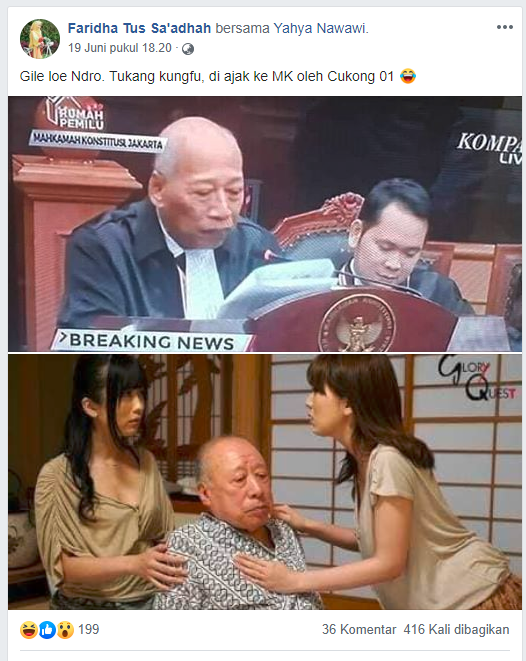 Faridha Tus Sa'adhah bersama Yahya Nawawi.
19 Juni pukul 18.20 ·
Gile loe Ndro. Tukang kungfu, di ajak ke MK oleh Cukong 01 😂
RUMAH
PEMILU
MAHKAMAH KONSTITUSI, JAKARTA
KOMPA
LIV
BREAKING NEWS
GLORY
QUEST
199
36 Komentar 416 Kali dibagikan